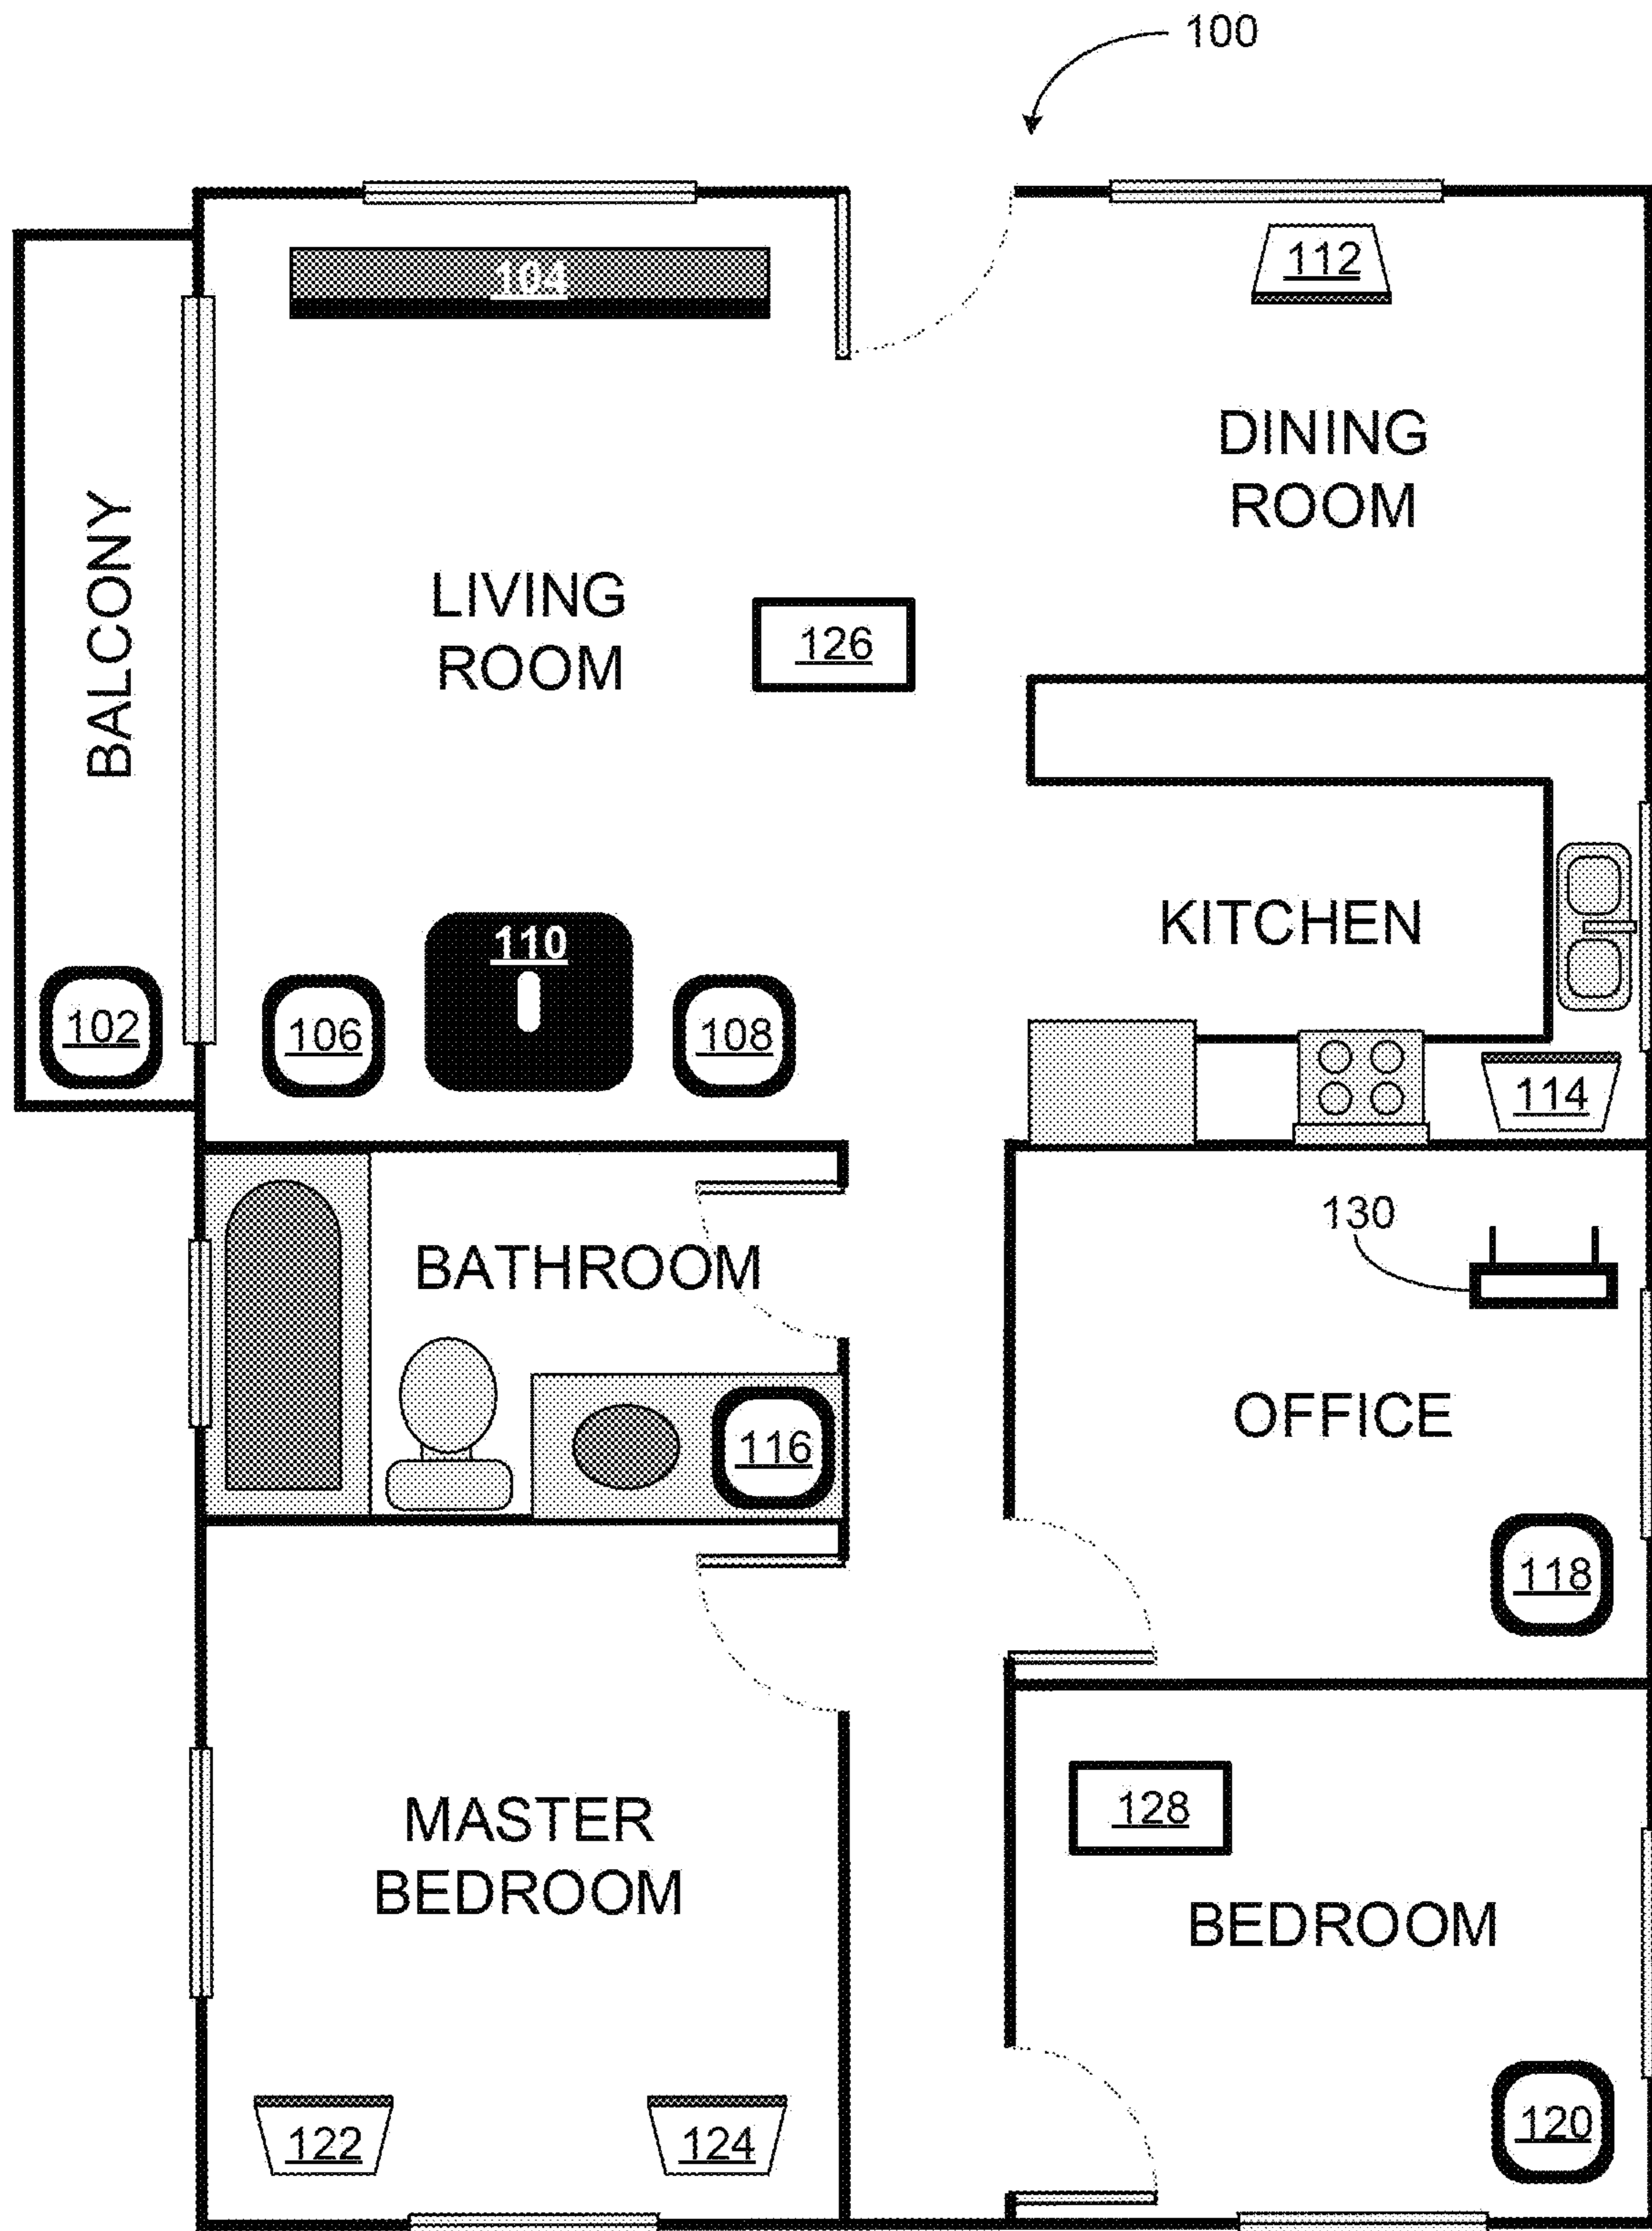 100
104
112
DINING
ROOM
BALCONY
LIVING
ROOM
126
KITCHEN
110
102
106
108
114
130
BATHROOM
OFFICE
116
118
128
MASTER
BEDROOM
BEDROOM
122
124
120